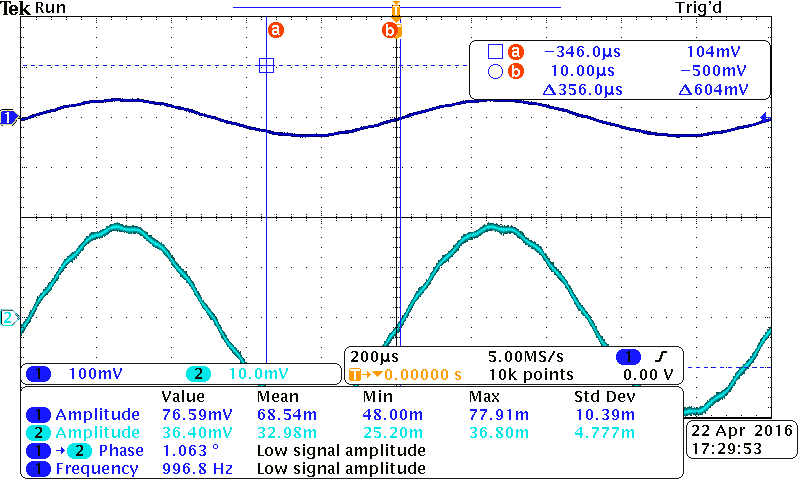 Tek Run Trig'd
T
a b
a −346.0µs 104mV
b 10.00µs −500mV
Δ356.0µs Δ604mV
1
2
1 100mV 2 10.0mV
200µs 5.00MS/s 1
T→▼0.00000 s 10k points 0.00 V
Value Mean Min Max Std Dev
1 Amplitude 76.59mV 68.54m 48.00m 77.91m 10.39m
2 Amplitude 36.40mV 32.98m 25.20m 36.80m 4.777m
1 → 2 Phase 1.063 ° Low signal amplitude
1 Frequency 996.8 Hz Low signal amplitude
22 Apr 2016
17:29:53